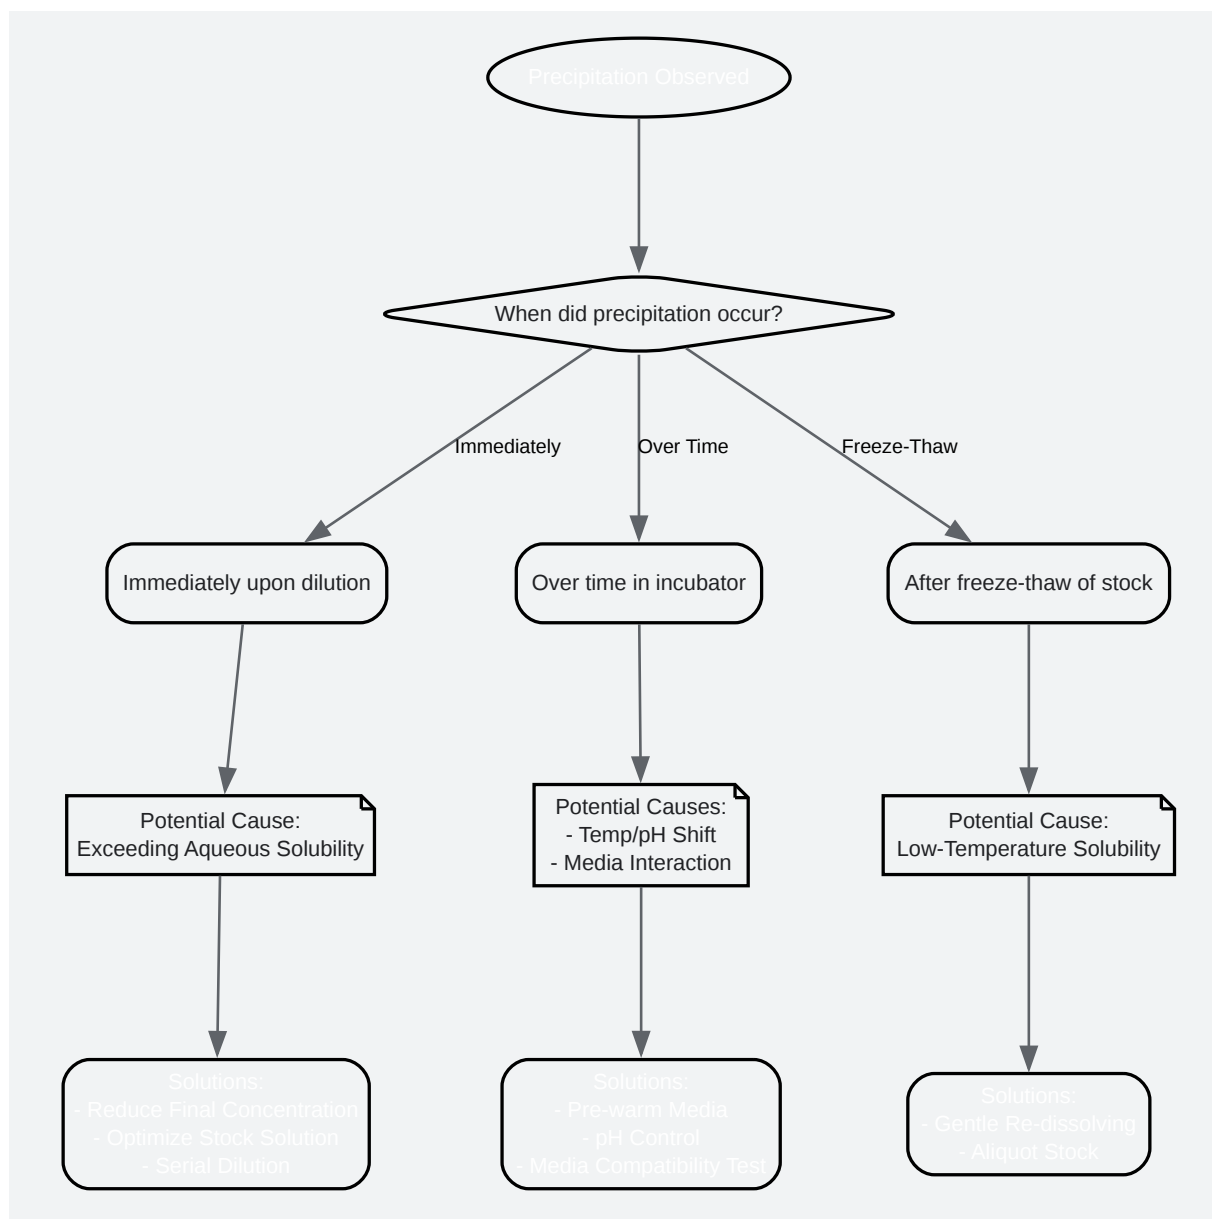 Precipitation Observed
When did precipitation occur?
Immediately
Over Time
Freeze-Thaw
Immediately upon dilution
Over time in incubator
After freeze-thaw of stock
Potential Cause:
Exceeding Aqueous Solubility
Potential Causes:
- Temp/pH Shift
- Media Interaction
Potential Cause:
Low-Temperature Solubility
Solutions:
- Reduce Final Concentration
- Optimize Stock Solution
- Serial Dilution
Solutions:
- Pre-warm Media
- pH Control
- Media Compatibility Test
Solutions:
- Gentle Re-dissolving
- Aliquot Stock